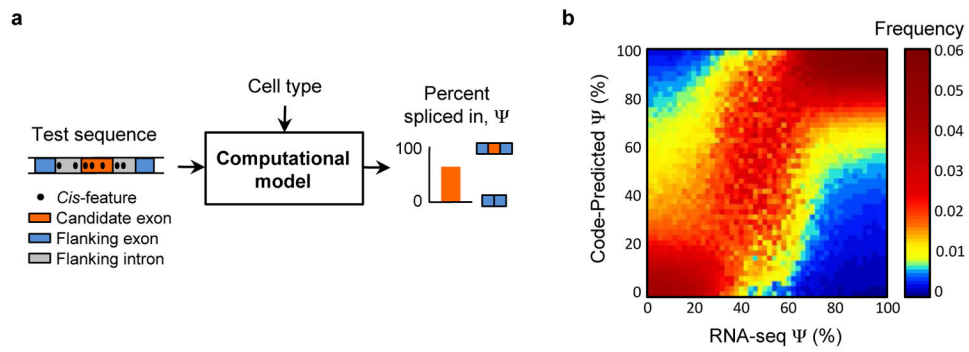 a
Test sequence
Cis-feature
Candidate exon
Flanking exon
Flanking intron
Cell type
Computational
model
Percent
spliced in, Ψ
100
0
b
Frequency
Code-Predicted Ψ (%)
100
80
60
40
20
0
0 20 40 60 80 100
RNA-seq Ψ (%)
0.06
0.05
0.04
0.03
0.02
0.01
0